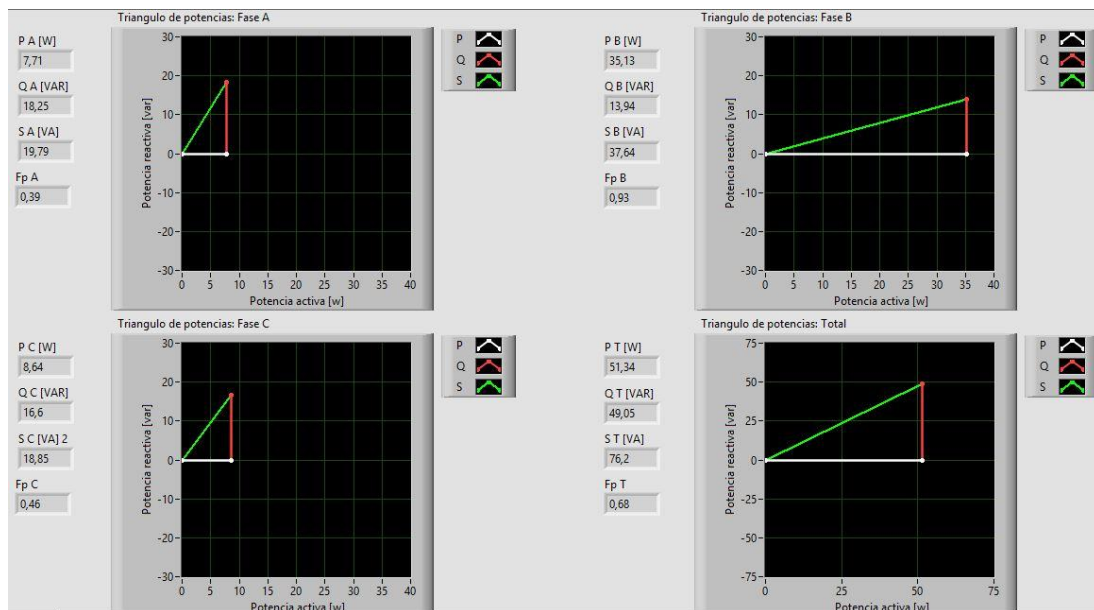 Triangulo de potencias: Fase A
P A [W]
7,71
Q A [VAR]
18,25
S A [VA]
19,79
Fp A
0,39
Potencia reactiva [var]
30
20
10
0
-10
-20
-30
0 5 10 15 20 25 30 35 40
Potencia activa [w]
P
Q
S
Triangulo de potencias: Fase B
P B [W]
35,13
Q B [VAR]
13,94
S B [VA]
37,64
Fp B
0,93
Potencia reactiva [var]
30
20
10
0
-10
-20
-30
0 5 10 15 20 25 30 35 40
Potencia activa [w]
P
Q
S
Triangulo de potencias: Fase C
P C [W]
8,64
Q C [VAR]
16,6
S C [VA] 2
18,85
Fp C
0,46
Potencia reactiva [var]
30
20
10
0
-10
-20
-30
0 5 10 15 20 25 30 35 40
Potencia activa [w]
P
Q
S
Triangulo de potencias: Total
P T [W]
51,34
Q T [VAR]
49,05
S T [VA]
76,2
Fp T
0,68
Potencia reactiva [var]
75
50
25
0
-25
-50
-75
0 25 50 75
Potencia activa [w]
P
Q
S